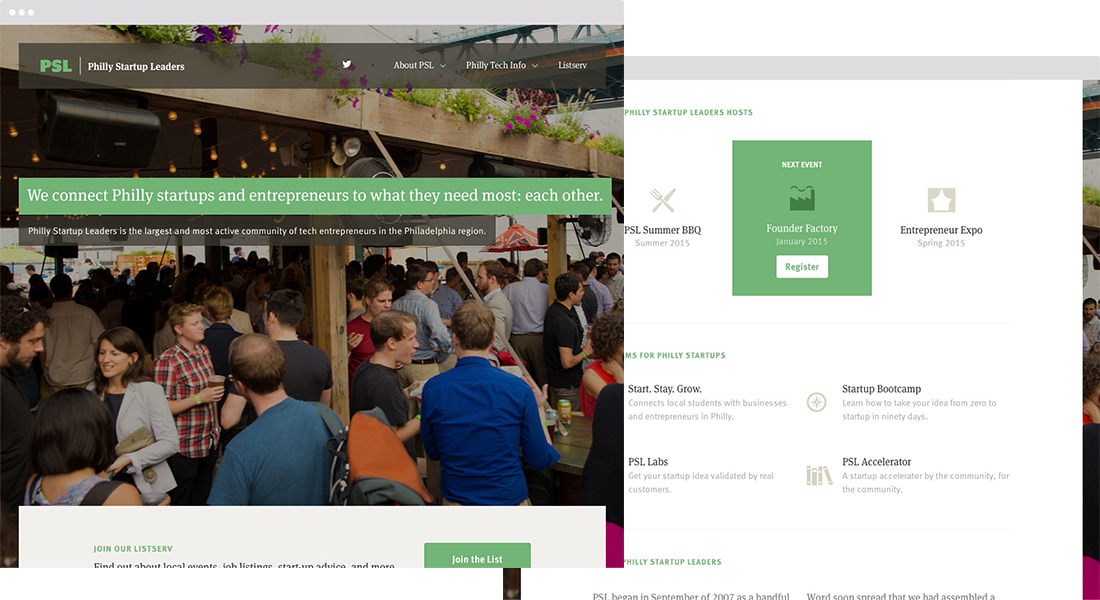 PSL Philly Startup Leaders
About PSL
Philly Tech Info
Listserv
We connect Philly startups and entrepreneurs to what they need most: each other.
Philly Startup Leaders is the largest and most active community of tech entrepreneurs in the Philadelphia region.
JOIN OUR LISTSERV
Find out about local events, job listings, start-up advice, and more
Join the List
PHILLY STARTUP LEADERS HOSTS
PSL Summer BBQ
Summer 2015
NEXT EVENT
Founder Factory
January 2015
Register
Entrepreneur Expo
Spring 2015
MS FOR PHILLY STARTUPS
Start. Stay. Grow.
Connects local students with businesses
and entrepreneurs in Philly.
Startup Bootcamp
Learn how to take your idea from zero to
startup in ninety days.
PSL Labs
Get your startup idea validated by real
customers.
PSL Accelerator
A startup accelerator by the community, for
the community.
PHILLY STARTUP LEADERS
PSL began in September of 2007 as a handful
Word soon spread that we had assembled a